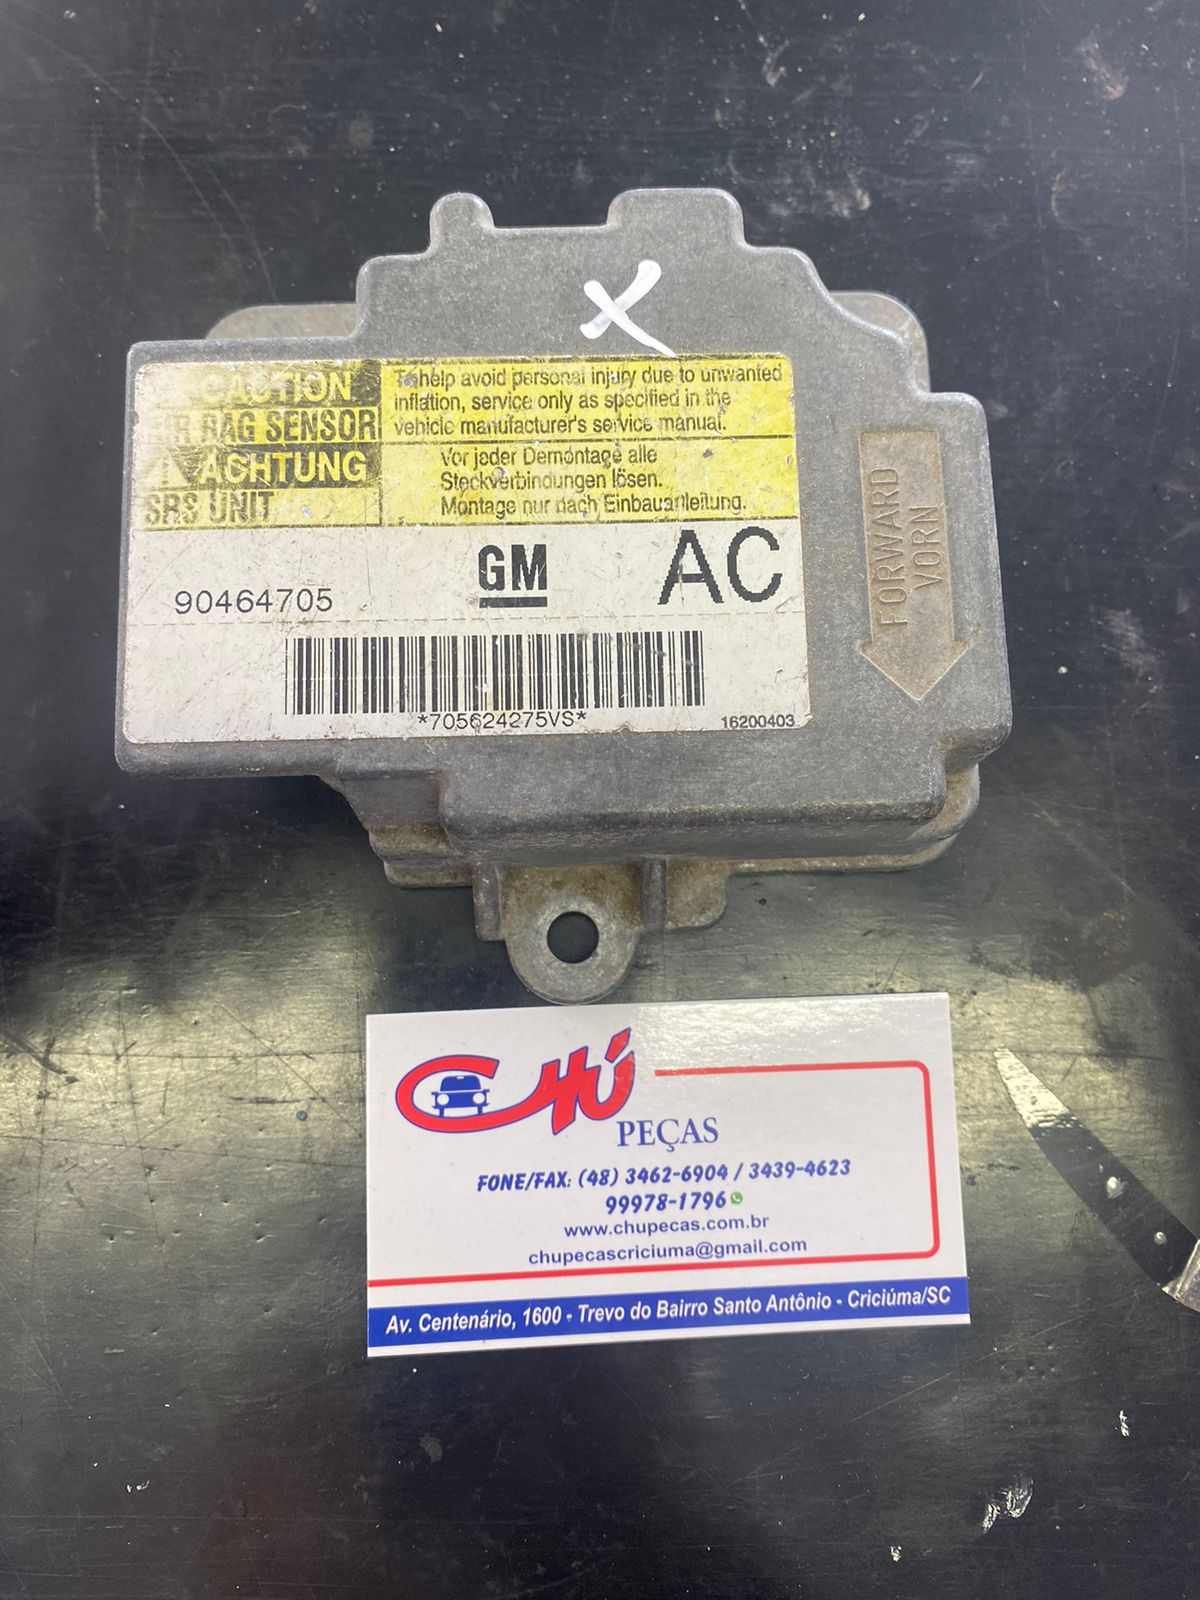 X
CAUTION
AIR BAG SENSOR
ACHTUNG
SRS UNIT
To help avoid personal injury due to unwanted
inflation, service only as specified in the
vehicle manufacturer's service manual.
Vor jeder Demontage alle
Steckverbindungen lösen.
Montage nur nach Einbauanleitung.
90464705
GM
AC
*705624275VS*
16200403
FORWARD
VORN
CHÚ
PEÇAS
FONE/FAX: (48) 3462-6904 / 3439-4623
99978-1796
www.chupecas.com.br
chupecascriciuma@gmail.com
Av. Centenário, 1600 - Trevo do Bairro Santo Antônio - Criciúma/SC